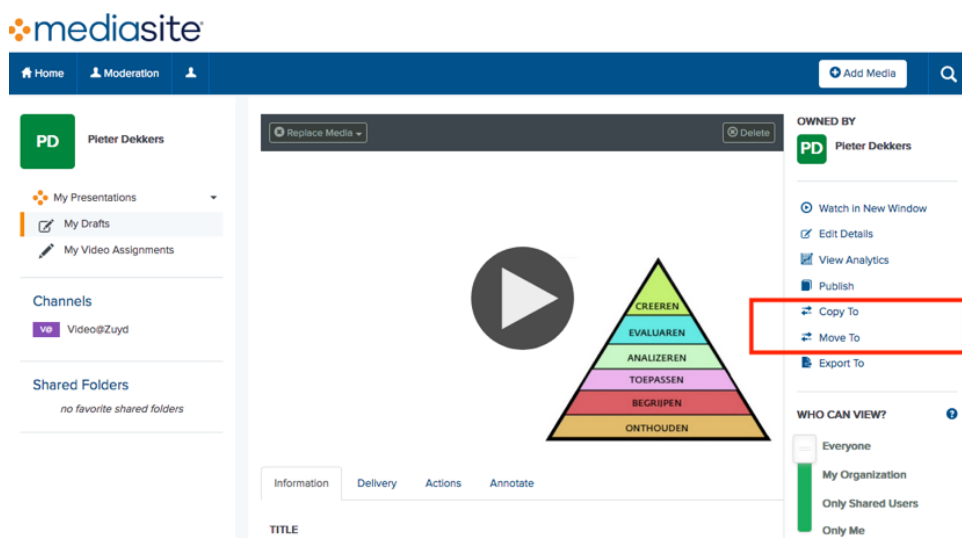 mediasite
Home Moderation Add Media
PD Pieter Dekkers
My Presentations
My Drafts
My Video Assignments
Channels
V@ Video@Zuyd
Shared Folders
no favorite shared folders
Replace Media Delete
CREEREN
EVALUAREN
ANALIZEREN
TOEPASSEN
BEGRIJPEN
ONTHOUDEN
Information Delivery Actions Annotate
TITLE
OWNED BY
PD Pieter Dekkers
Watch in New Window
Edit Details
View Analytics
Publish
Copy To
Move To
Export To
WHO CAN VIEW? ?
Everyone
My Organization
Only Shared Users
Only Me